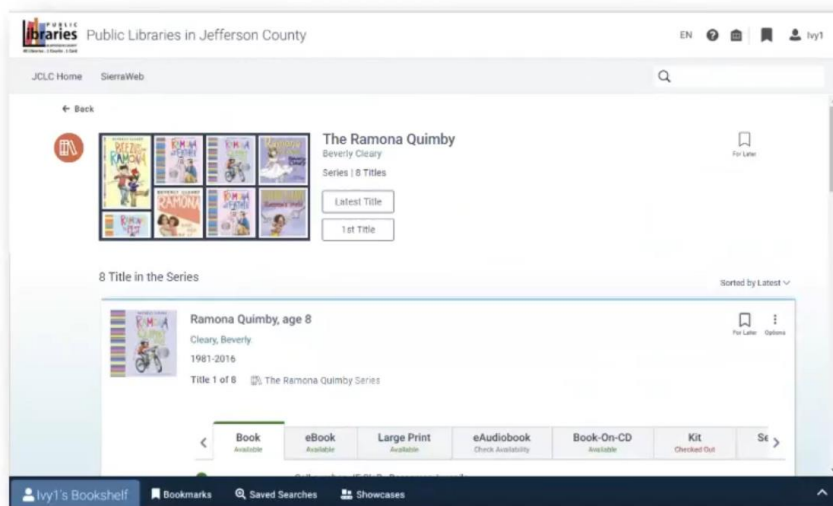 PUBLIC
libraries
Public Libraries in Jefferson County
EN
Ivy1
JCLC Home
SierraWeb
Back
The Ramona Quimby
Beverly Cleary
Series | 8 Titles
Latest Title
1st Title
For Later
8 Title in the Series
Sorted by Latest
Ramona Quimby, age 8
Cleary, Beverly
1981-2016
Title 1 of 8 The Ramona Quimby Series
For Later Options
Book eBook Large Print eAudiobook Book-On-CD Kit Se
Available Available Available Check Availability Available Checked Out
Ivy1's Bookshelf
Bookmarks
Saved Searches
Showcases